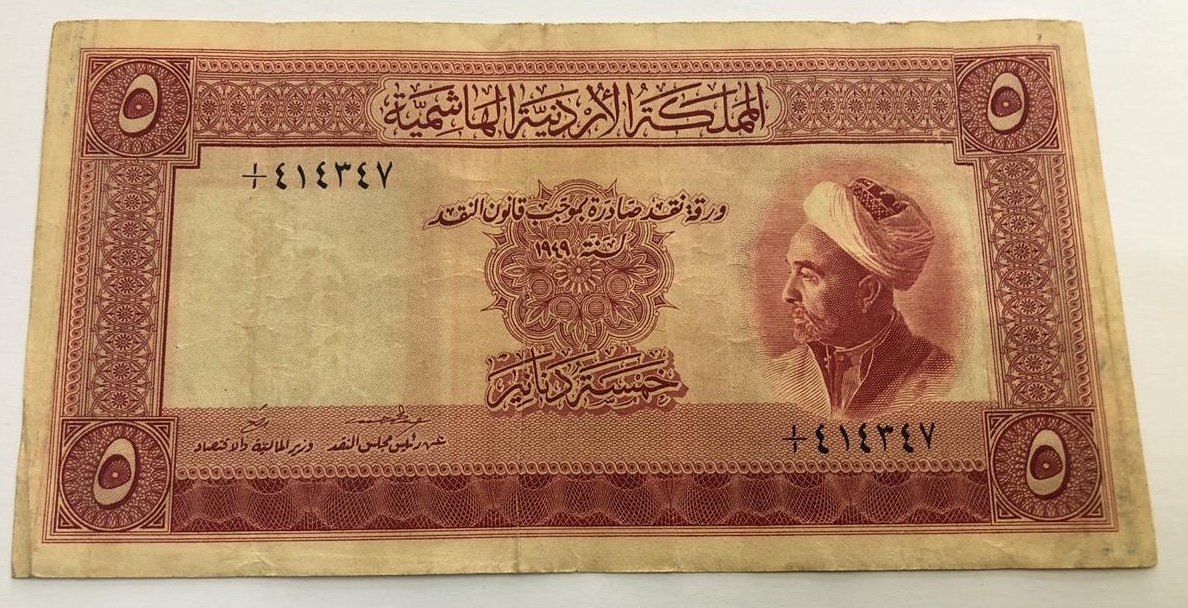 ٥ ٥
المملكة الأردنية الهاشمية
أ/ ٤١٤٣٤٧
ورقة نقد صادرة بموجب قانون النقد
لسنة ١٩٤٩
خمسة دنانير
أ/ ٤١٤٣٤٧
عن رئيس مجلس النقد وزير المالية والاقتصاد
٥ ٥